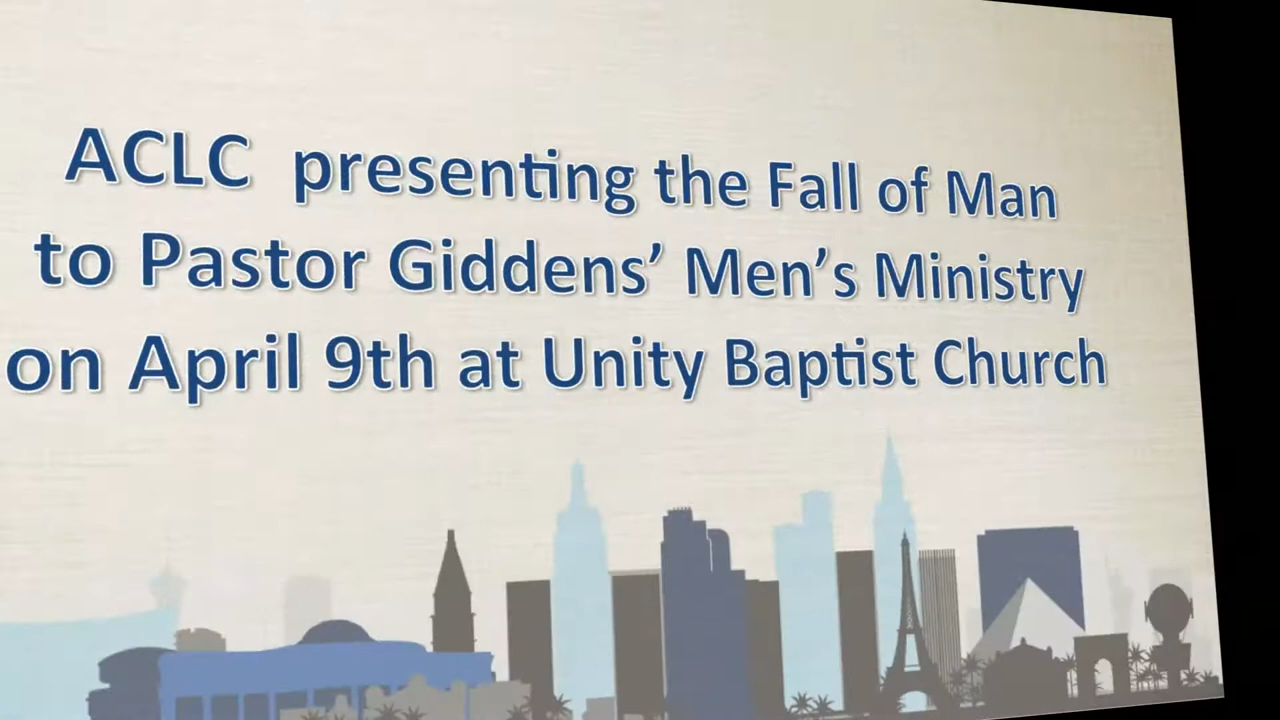 ACLC presenting the Fall of Man
to Pastor Giddens’ Men’s Ministry
on April 9th at Unity Baptist Church